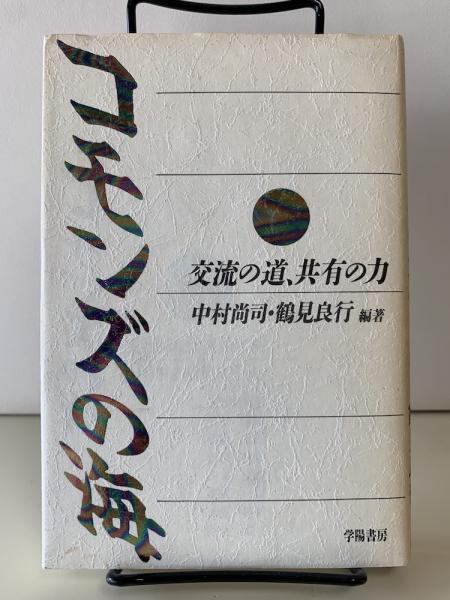 コモンズの海
交流の道、共有の力
中村尚司・鶴見良行 編著
学陽書房